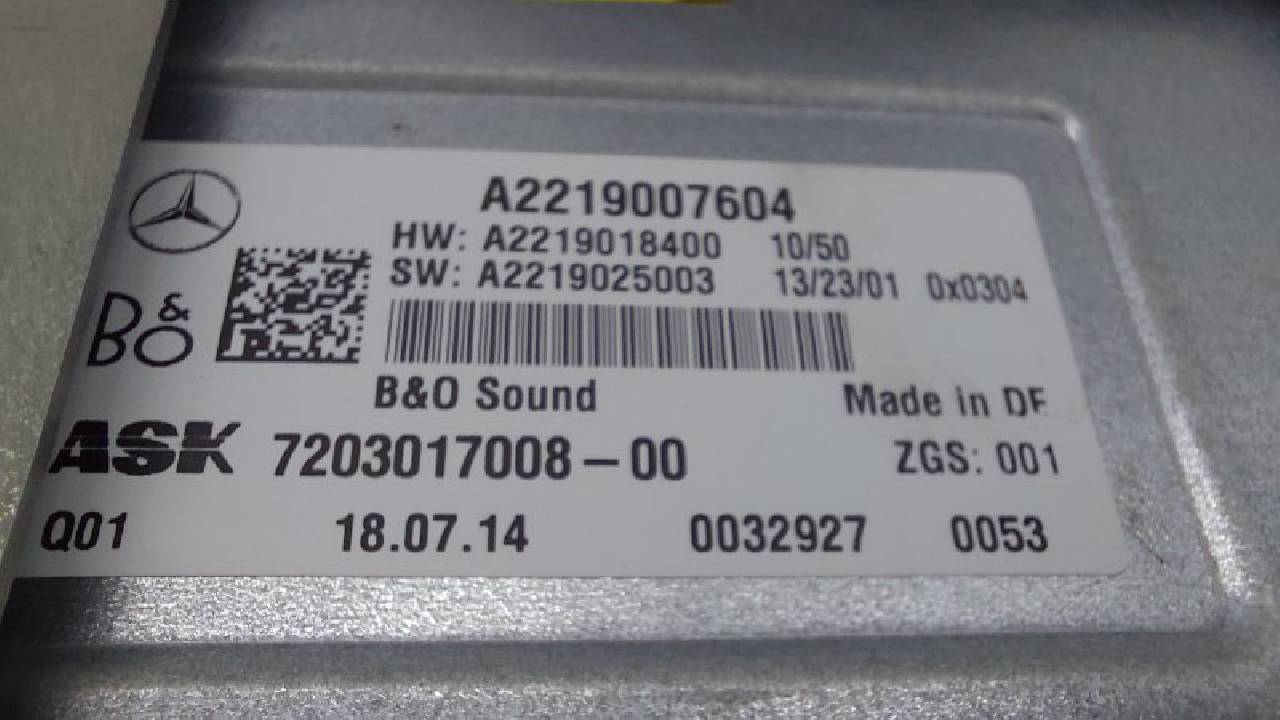 A2219007604
HW: A2219018400 10/50
SW: A2219025003 13/23/01 0x0304
B&O
B&O Sound Made in DE
ASK 7203017008-00 ZGS: 001
Q01 18.07.14 0032927 0053